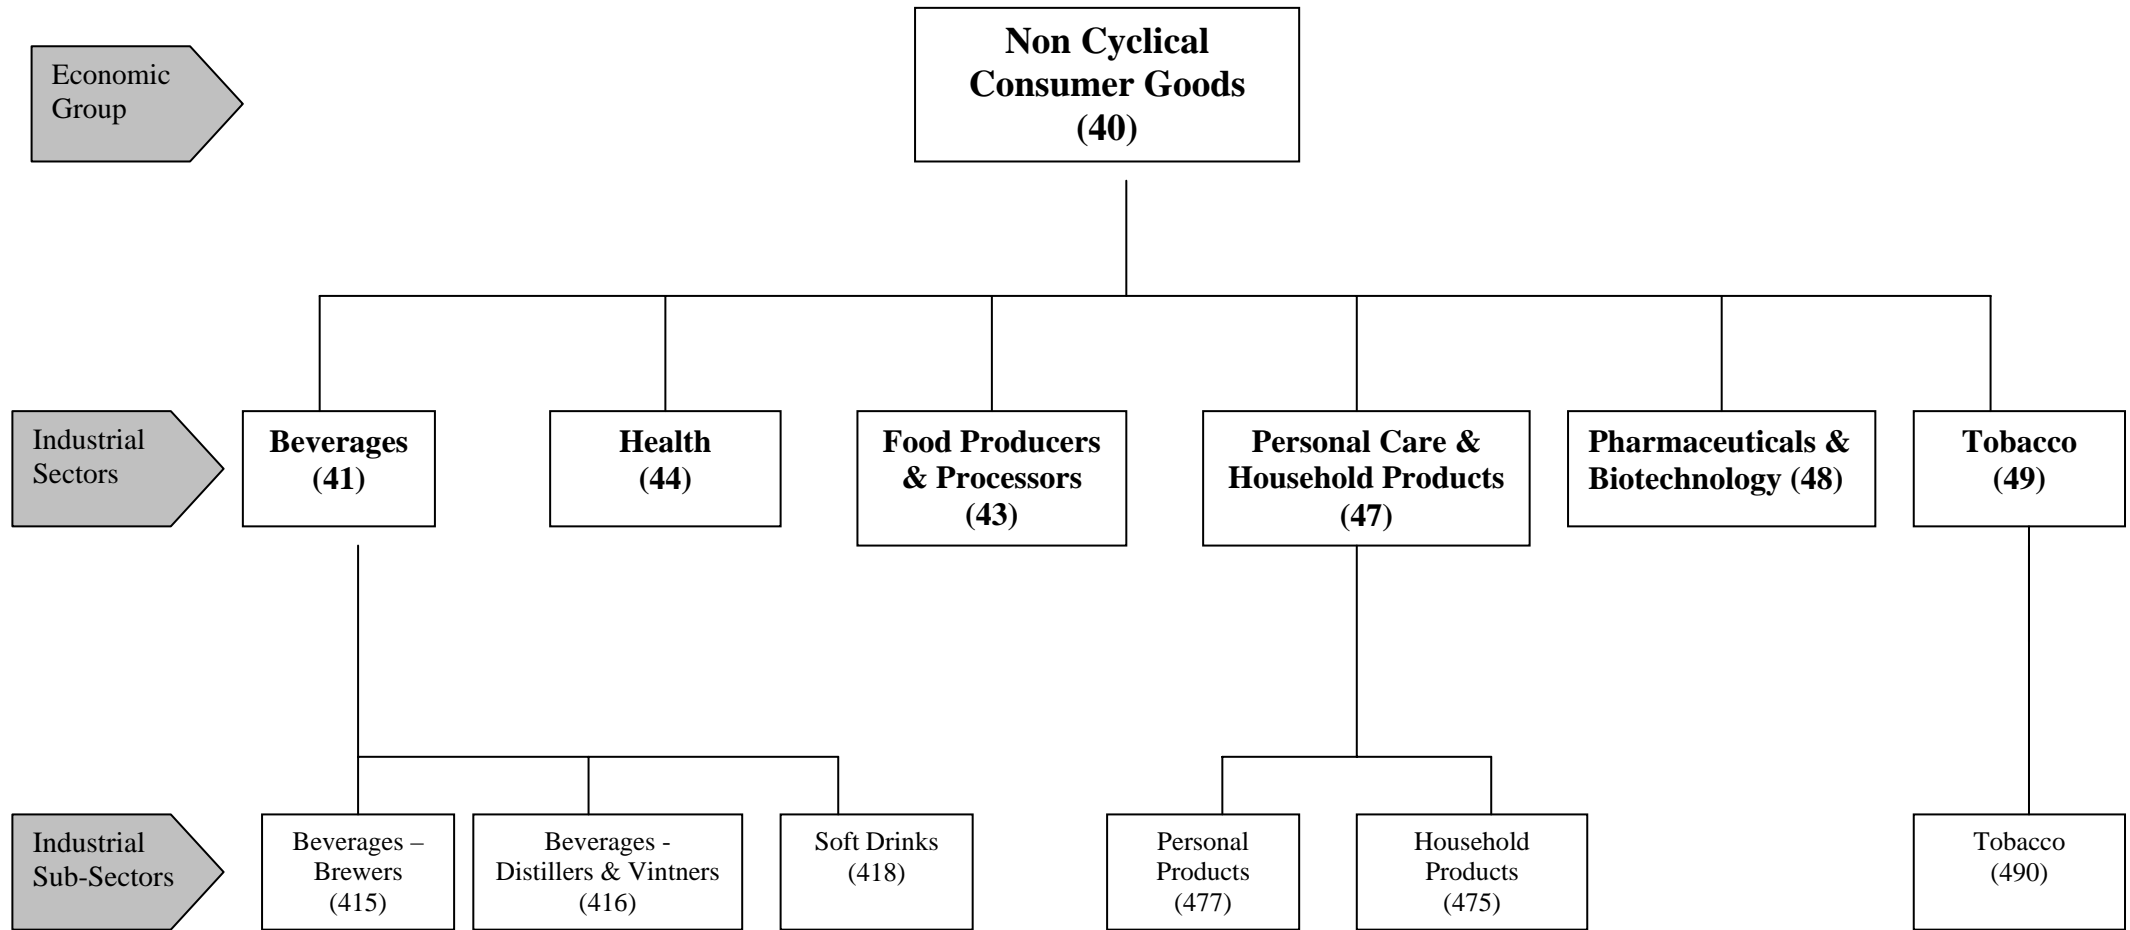 Economic
Group
Non Cyclical
Consumer Goods
(40)
Industrial
Sectors
Beverages
(41)
Health
(44)
Food Producers
& Processors
(43)
Personal Care &
Household Products
(47)
Pharmaceuticals &
Biotechnology (48)
Tobacco
(49)
Industrial
Sub-Sectors
Beverages –
Brewers
(415)
Beverages -
Distillers & Vintners
(416)
Soft Drinks
(418)
Personal
Products
(477)
Household
Products
(475)
Tobacco
(490)